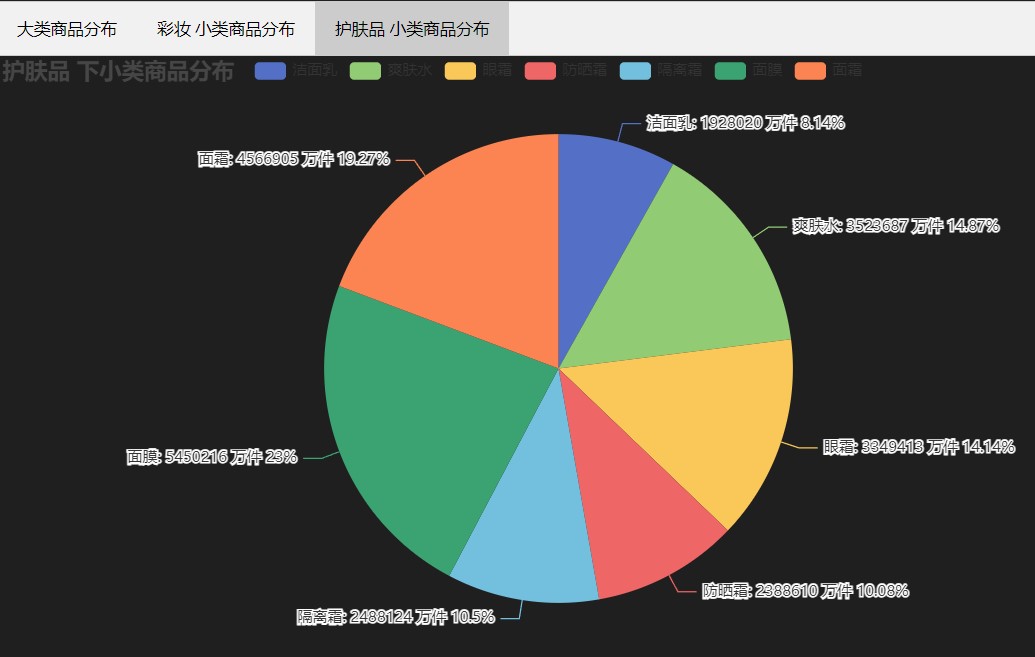 大类商品分布 彩妆 小类商品分布 护肤品 小类商品分布
护肤品 下小类商品分布 洁面乳 爽肤水 眼霜 防晒霜 隔离霜 面膜 面霜
洁面乳: 1928020 万件 8.14%
面霜: 4566905 万件 19.27%
爽肤水: 3523687 万件 14.87%
眼霜: 3349413 万件 14.14%
面膜: 5450216 万件 23%
防晒霜: 2388610 万件 10.08%
隔离霜: 2488124 万件 10.5%